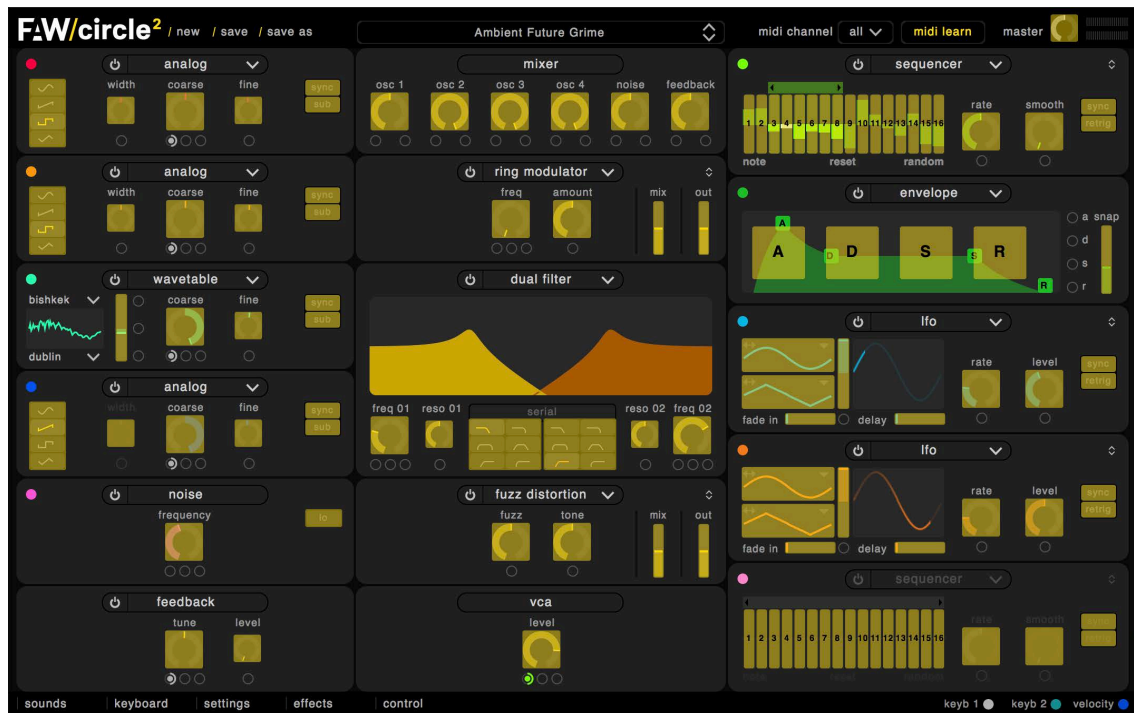 FAW/circle² / new / save / save as
Ambient Future Grime
midi channel all midi learn master
analog
width coarse fine sync
sub
analog
width coarse fine sync
sub
wavetable
bishkek coarse fine sync
sub
dublin
analog
width coarse fine sync
sub
noise
frequency lo
feedback
tune level
mixer
osc 1 osc 2 osc 3 osc 4 noise feedback
ring modulator
freq amount mix out
dual filter
freq 01 reso 01 serial reso 02 freq 02
fuzz distortion
fuzz tone mix out
vca
level
sequencer
rate smooth sync
retrig
1 2 3 4 5 6 7 8 9 10 11 12 13 14 15 16
note reset random
envelope
A D S R
A D S R
a snap
d
s
r
lfo
rate level sync
retrig
fade in delay
lfo
rate level sync
retrig
fade in delay
sequencer
rate smooth sync
retrig
1 2 3 4 5 6 7 8 9 10 11 12 13 14 15 16
note reset random
sounds keyboard settings effects control keyb 1 keyb 2 velocity